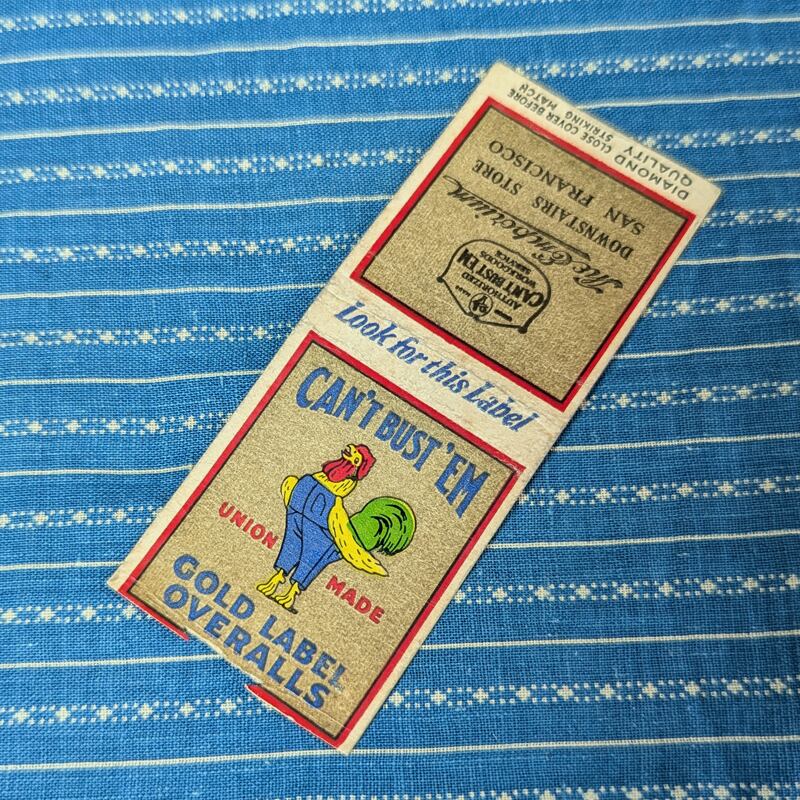 CAN'T BUST 'EM
UNION MADE
GOLD LABEL
OVERALLS
Look for this Label
AUTHORIZED
CAN'T BUST EM
WORKGOODS
SERVICE
The Emporium
DOWNSTAIRS STORE
SAN FRANCISCO
DIAMOND QUALITY
CLOSE COVER BEFORE STRIKING MATCH